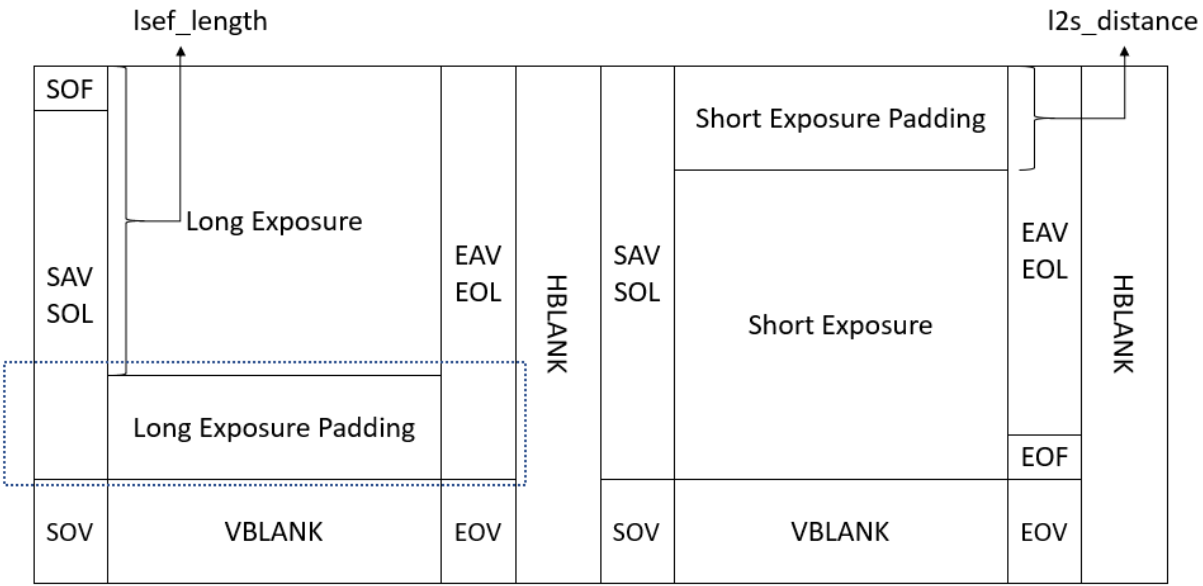 lsef_length
l2s_distance
SOF
Short Exposure Padding
Long Exposure
SAV
SOL
EAV
EOL
HBLANK
SAV
SOL
Short Exposure
EAV
EOL
HBLANK
Long Exposure Padding
EOF
SOV
VBLANK
EOV
SOV
VBLANK
EOV